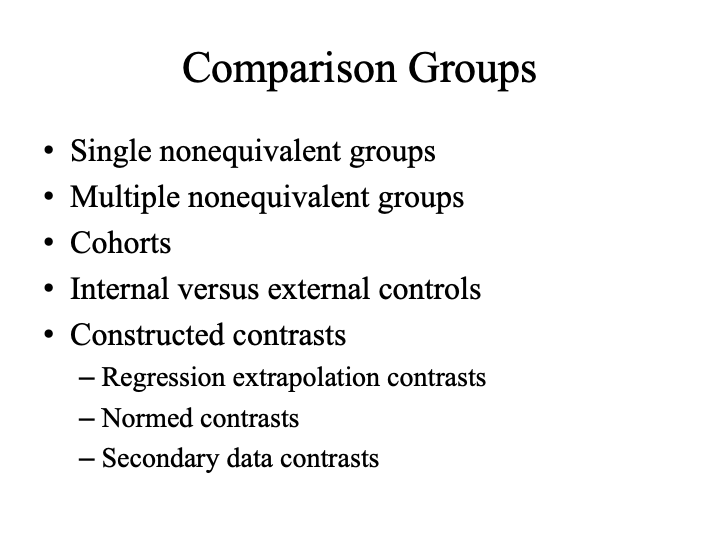 Comparison Groups
• Single nonequivalent groups
• Multiple nonequivalent groups
• Cohorts
• Internal versus external controls
• Constructed contrasts
– Regression extrapolation contrasts
– Normed contrasts
– Secondary data contrasts